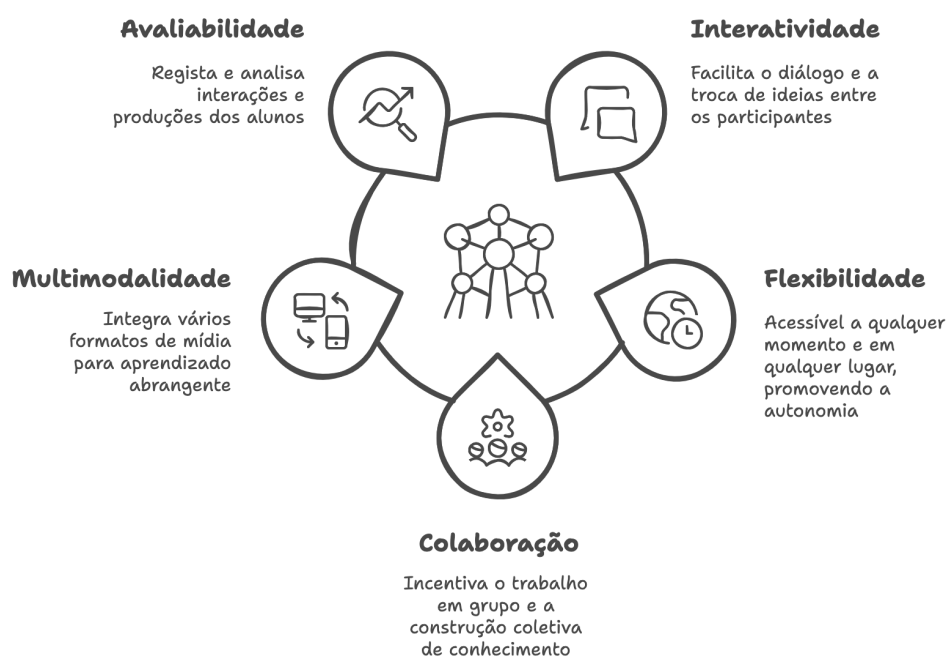 Avaliabilidade
Regista e analisa
interações e
produções dos alunos
Interatividade
Facilita o diálogo e a
troca de ideias entre
os participantes
Multimodalidade
Integra vários
formatos de mídia
para aprendizado
abrangente
Flexibilidade
Acessível a qualquer
momento e em
qualquer lugar,
promovendo a
autonomia
Colaboração
Incentiva o trabalho
em grupo e a
construção coletiva
de conhecimento